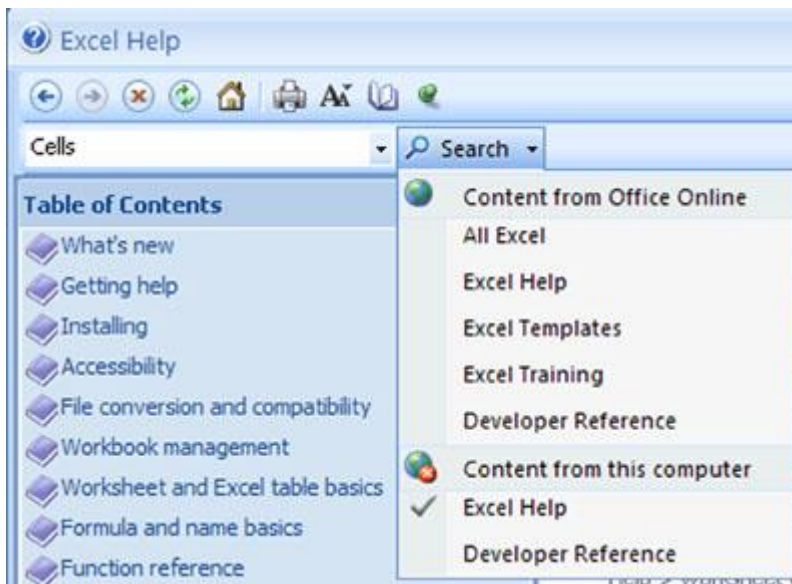 Excel Help
Cells
Search
Table of Contents
What's new
Getting help
Installing
Accessibility
File conversion and compatibility
Workbook management
Worksheet and Excel table basics
Formula and name basics
Function reference
Content from Office Online
All Excel
Excel Help
Excel Templates
Excel Training
Developer Reference
Content from this computer
Excel Help
Developer Reference